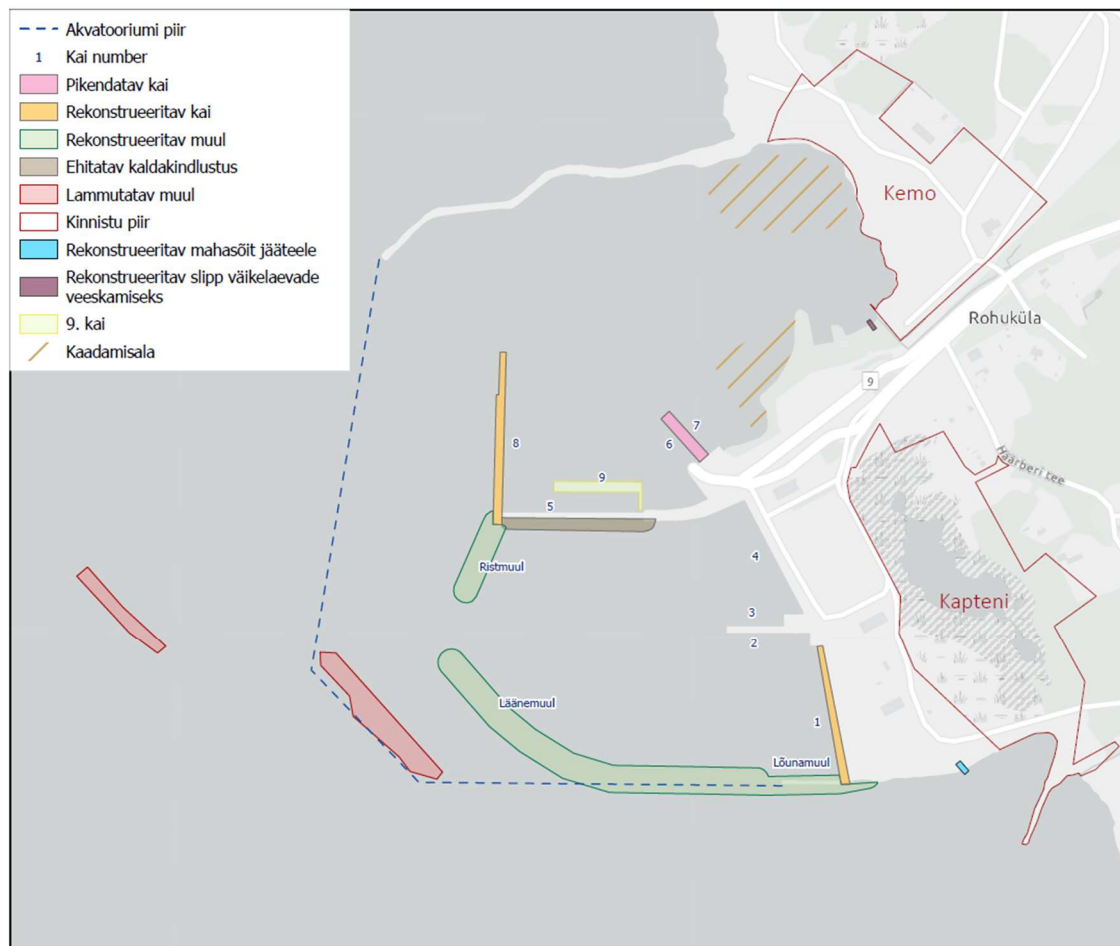 Akvatooriumi piir
1 Kai number
Pikendatav kai
Rekonstrueeritav kai
Rekonstrueeritav muul
Ehitatav kaldakindlustus
Lammutatav muul
Kinnistu piir
Rekonstrueeritav mahasõit jääteele
Rekonstrueeritav slipp väikelaevade
veeskamiseks
9. kai
Kaadamisala
Kemo
Rohuküla
9
7
6
8
Haarberi tee
9
5
4
Ristmuul
Kapteni
3
2
Läänemuul
1
Lõunamuul